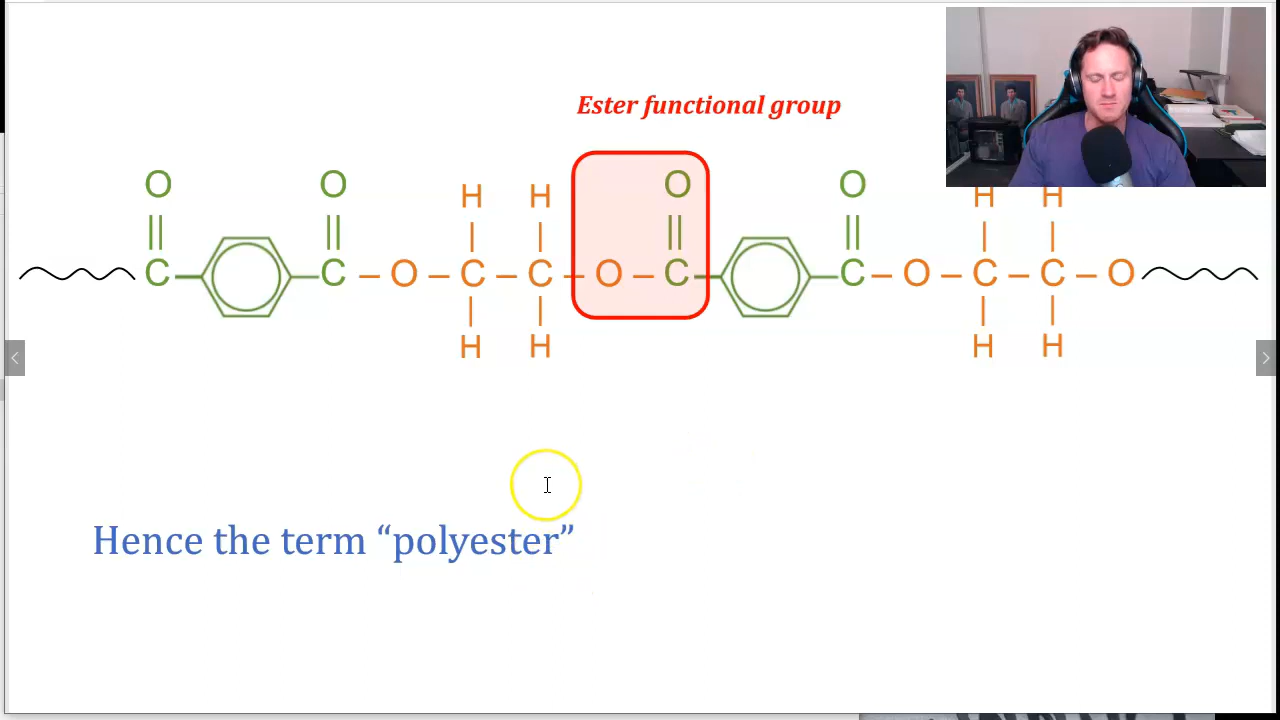 Ester functional group
O O O O
H H H H
C C O C C O C C O C C O
H H H H
Hence the term “polyester”